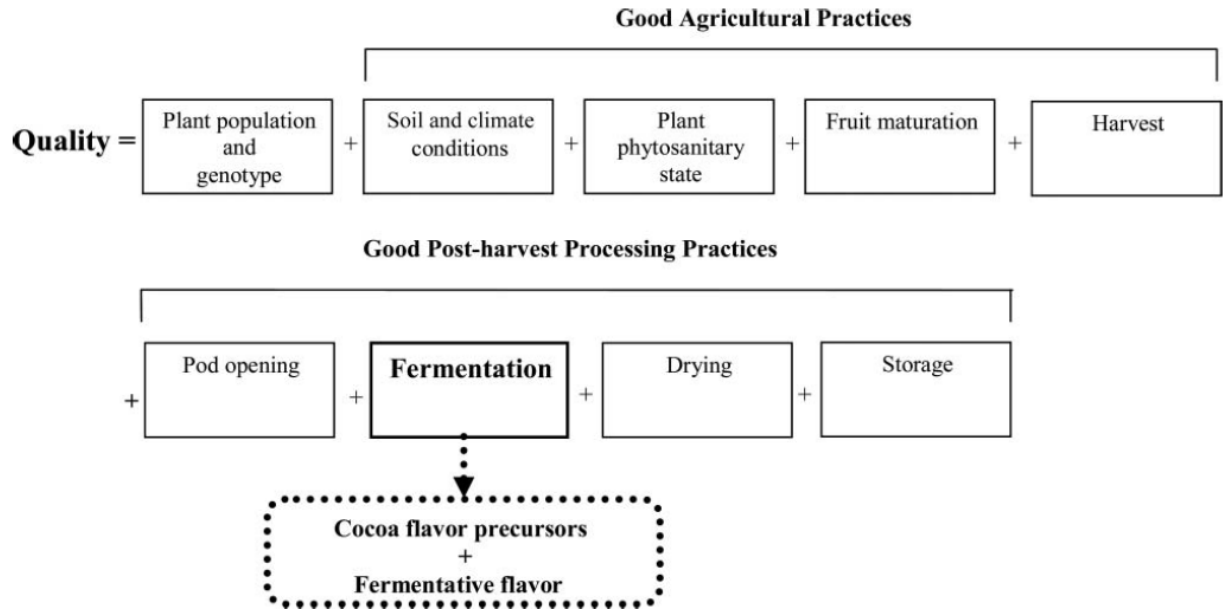 Good Agricultural Practices
Quality =
Plant population
and
genotype
+
Soil and climate
conditions
+
Plant
phytosanitary
state
+
Fruit maturation
+
Harvest
Good Post-harvest Processing Practices
+
Pod opening
+
Fermentation
+
Drying
+
Storage
Cocoa flavor precursors
+
Fermentative flavor